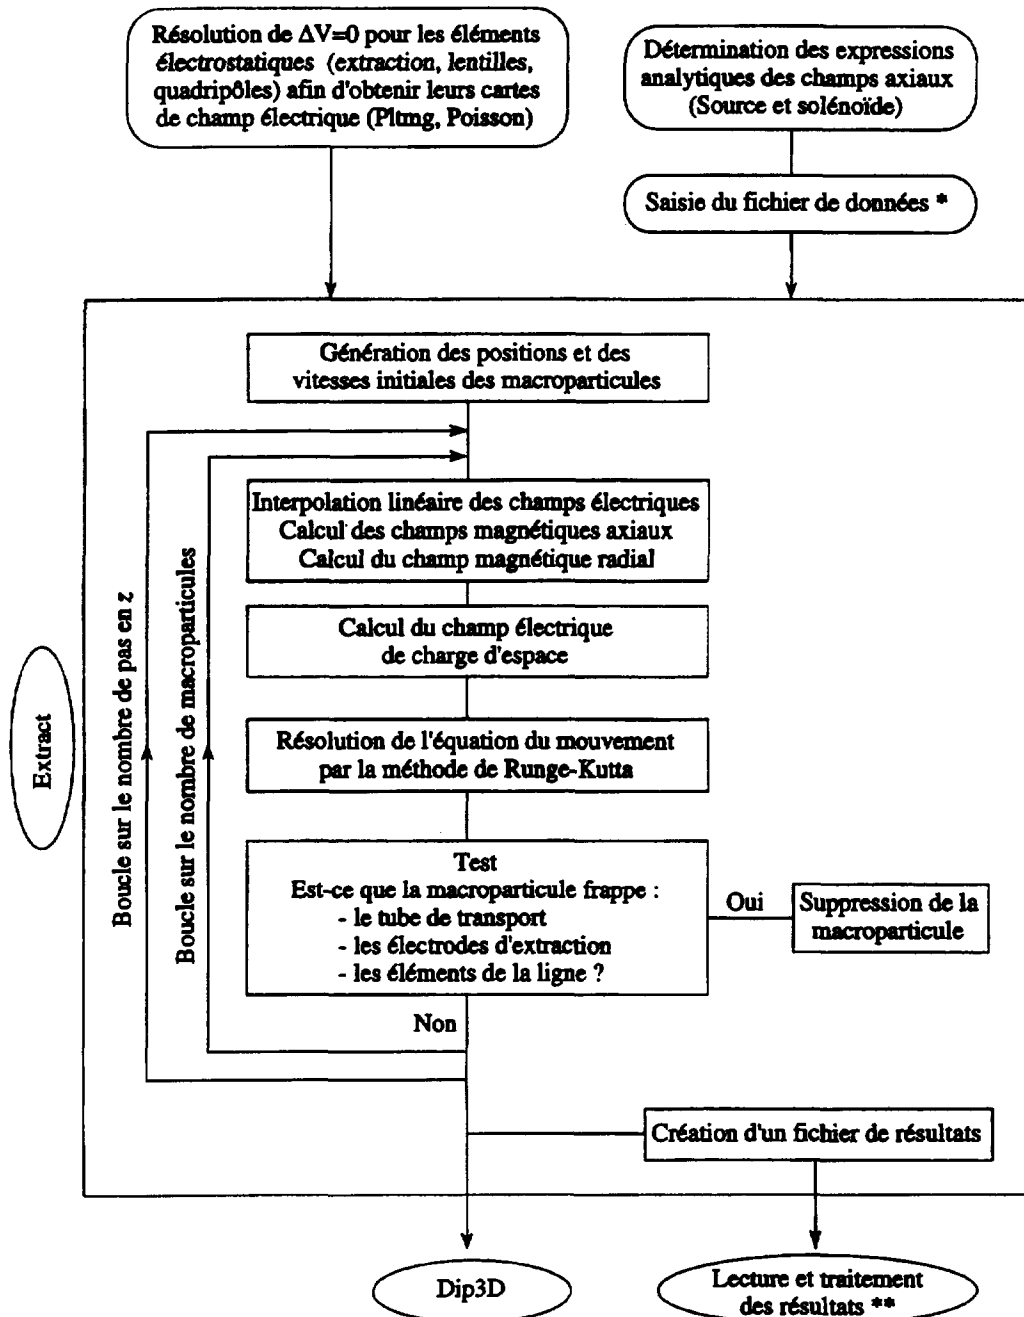 Résolution de ΔV=0 pour les éléments
électrostatiques (extraction, lentilles,
quadripôles) afin d'obtenir leurs cartes
de champ électrique (Pltmg, Poisson)
Détermination des expressions
analytiques des champs axiaux
(Source et solénoïde)
Saisie du fichier de données *
Génération des positions et des
vitesses initiales des macroparticules
Interpolation linéaire des champs électriques
Calcul des champs magnétiques axiaux
Calcul du champ magnétique radial
Calcul du champ électrique
de charge d'espace
Résolution de l'équation du mouvement
par la méthode de Runge-Kutta
Test
Est-ce que la macroparticule frappe :
- le tube de transport
- les électrodes d'extraction
- les éléments de la ligne ?
Oui
Suppression de la
macroparticule
Non
Boucle sur le nombre de pas en z
Boucle sur le nombre de macroparticules
Extract
Création d'un fichier de résultats
Dip3D
Lecture et traitement
des résultats **